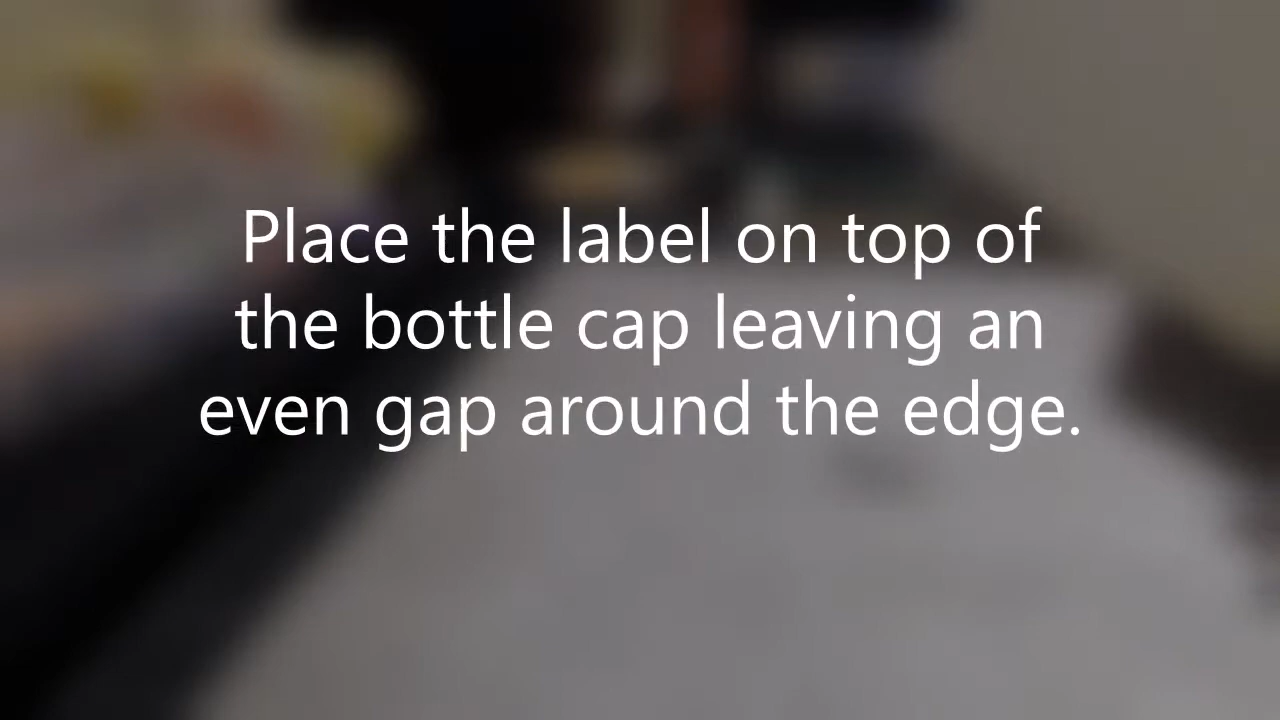 Place the label on top of
the bottle cap leaving an
even gap around the edge.